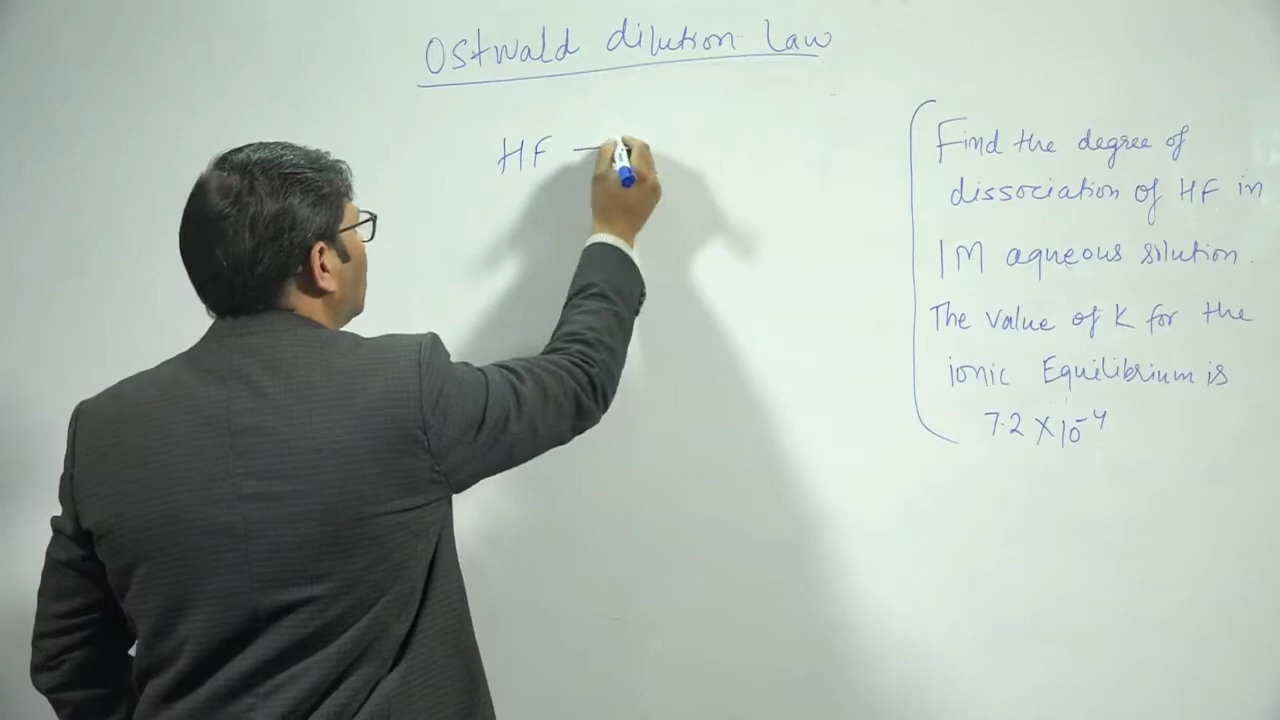 Ostwald dilution Law
HF —
Find the degree of
dissociation of HF in
1M aqueous solution.
The value of K for the
ionic Equilibrium is
7.2 × 10⁻⁴